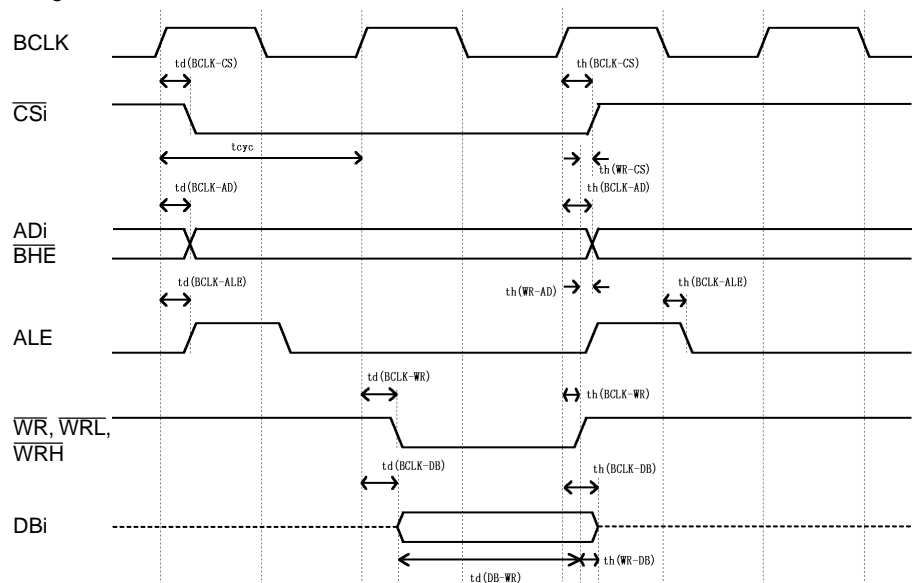 BCLK
td(BCLK-CS)
th(BCLK-CS)
CSi
tcyc
th(WR-CS)
td(BCLK-AD)
th(BCLK-AD)
ADi
BHE
td(BCLK-ALE)
th(WR-AD)
th(BCLK-ALE)
ALE
td(BCLK-WR)
th(BCLK-WR)
WR, WRL,
WRH
td(BCLK-DB)
th(BCLK-DB)
DBi
td(DB-WR)
th(WR-DB)